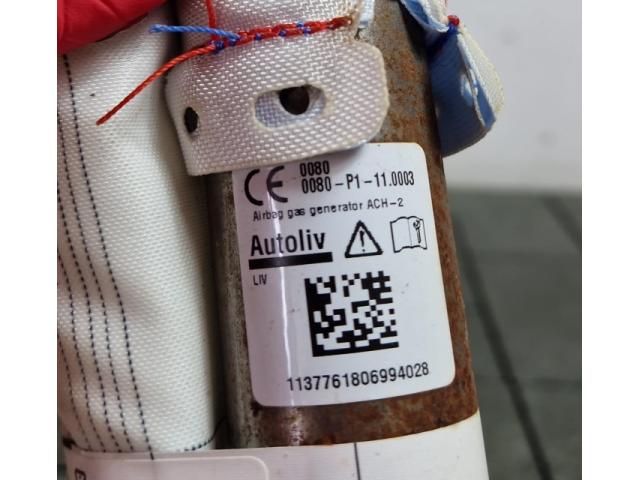 CE 0080
0080-P1-11.0003
Airbag gas generator ACH-2
Autoliv
LIV
1137761806994028